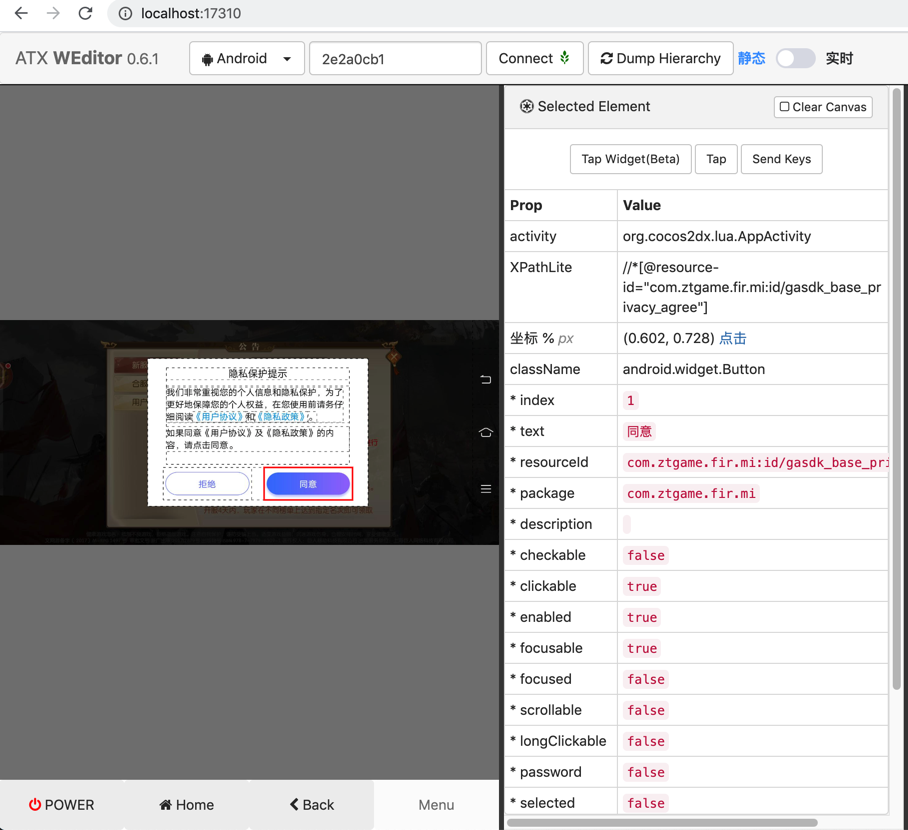 localhost:17310
ATX WEditor 0.6.1
Android
2e2a0cb1
Connect
Dump Hierarchy
静态
实时
公告
隐私保护提示
我们非常重视您的个人信息和隐私保护，为了
更好地保障您的个人权益，在您使用前请务仔
细阅读《用户协议》和《隐私政策》。
如果同意《用户协议》及《隐私政策》的内
容，请点击同意。
拒绝
同意
POWER
Home
Back
Menu
Selected Element
Clear Canvas
Tap Widget(Beta)
Tap
Send Keys
Prop Value
activity org.cocos2dx.lua.AppActivity
XPathLite //*[@resource-
id="com.ztgame.fir.mi:id/gasdk_base_pr
ivacy_agree"]
坐标 % px (0.602, 0.728) 点击
className android.widget.Button
* index 1
* text 同意
* resourceId com.ztgame.fir.mi:id/gasdk_base_pri
* package com.ztgame.fir.mi
* description
* checkable false
* clickable true
* enabled true
* focusable true
* focused false
* scrollable false
* longClickable false
* password false
* selected false